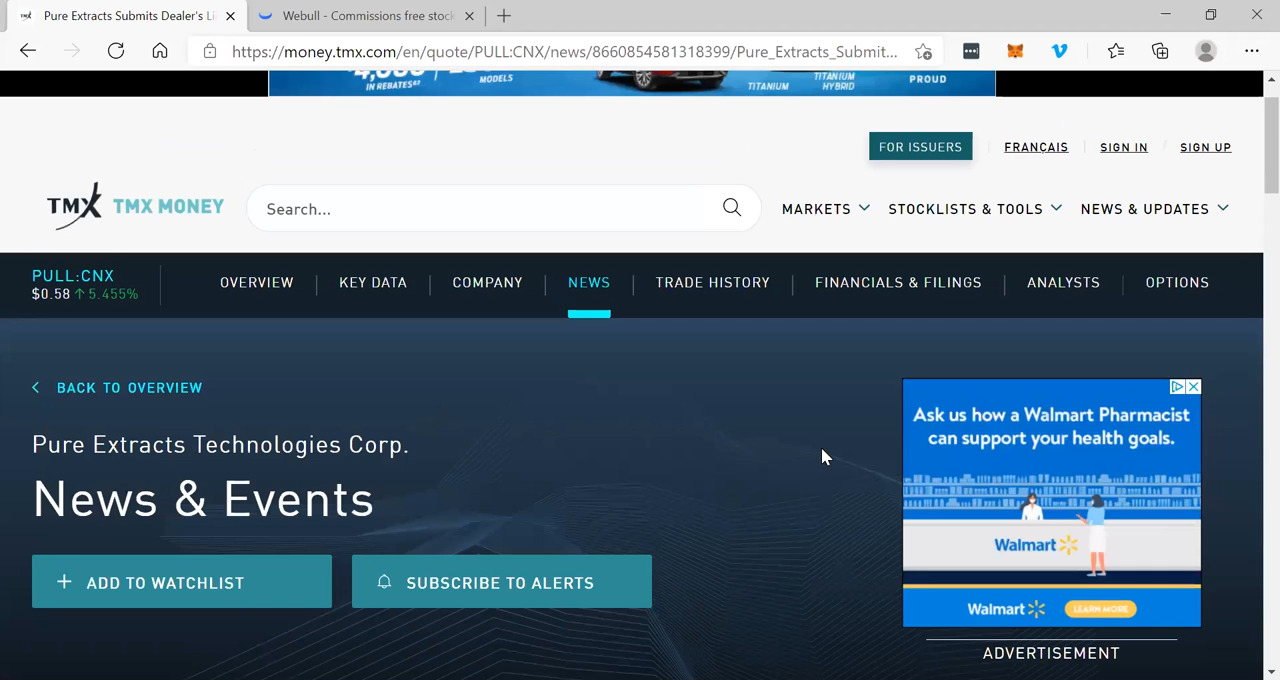 Pure Extracts Submits Dealer's Li
Webull - Commissions free stock
https://money.tmx.com/en/quote/PULL:CNX/news/8660854581318399/Pure_Extracts_Submit...
IN REBATES
MODELS
TITANIUM
TITANIUM
HYBRID
PROUD
FOR ISSUERS
FRANÇAIS
SIGN IN
SIGN UP
TMX TMX MONEY
Search...
MARKETS
STOCKLISTS & TOOLS
NEWS & UPDATES
PULL:CNX
$0.58 ↑ 5.455%
OVERVIEW
KEY DATA
COMPANY
NEWS
TRADE HISTORY
FINANCIALS & FILINGS
ANALYSTS
OPTIONS
BACK TO OVERVIEW
Pure Extracts Technologies Corp.
News & Events
+ ADD TO WATCHLIST
SUBSCRIBE TO ALERTS
Ask us how a Walmart Pharmacist
can support your health goals.
Walmart
Walmart
LEARN MORE
ADVERTISEMENT